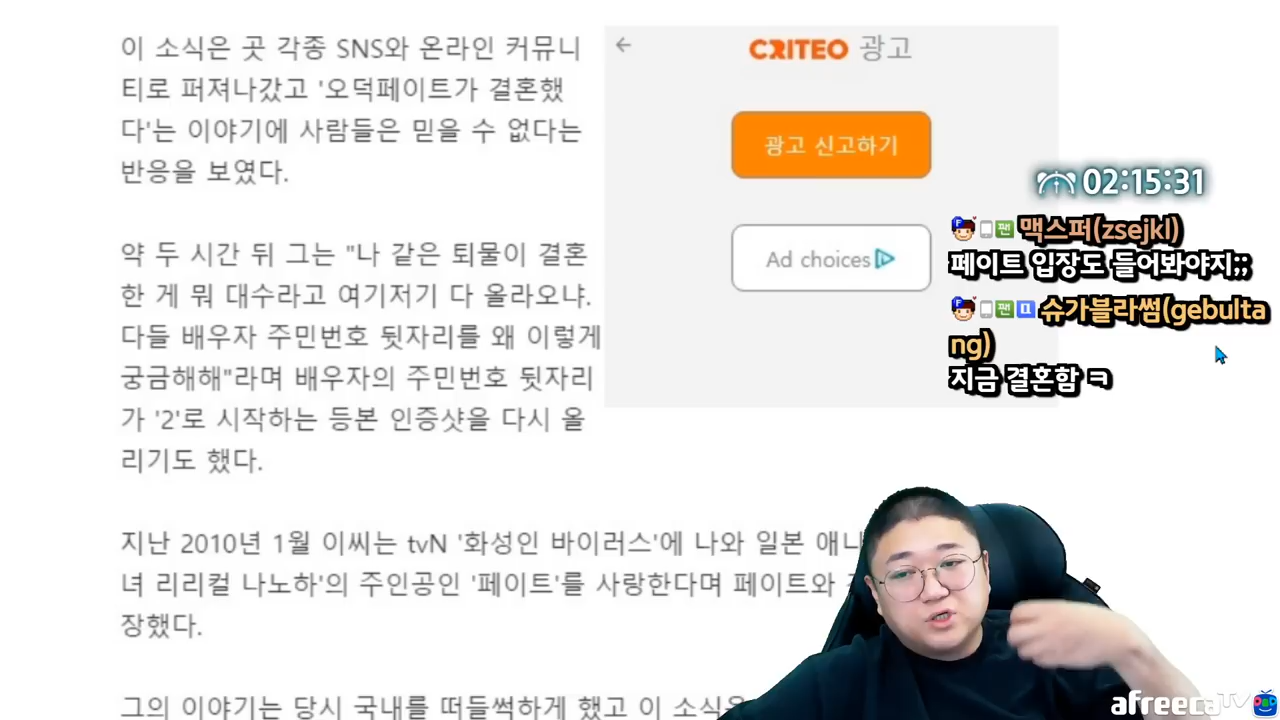 이 소식은 곳 각종 SNS와 온라인 커뮤니
티로 퍼져나갔고 '오덕페이트가 결혼했
다'는 이야기에 사람들은 믿을 수 없다는
반응을 보였다.
약 두 시간 뒤 그는 "나 같은 퇴물이 결혼
한 게 뭐 대수라고 여기저기 다 올라오냐.
다들 배우자 주민번호 뒷자리를 왜 이렇게
궁금해해"라며 배우자의 주민번호 뒷자리
가 '2'로 시작하는 등본 인증샷을 다시 올
리기도 했다.
지난 2010년 1월 이씨는 tvN '화성인 바이러스'에 나와 일본 애니
녀 리리컬 나노하'의 주인공인 '페이트'를 사랑한다며 페이트와
장했다.
그의 이야기는 당시 국내를 떠들썩하게 했고 이 소식은
CRITEO 광고
광고 신고하기
Ad choices
02:15:31
맥스퍼(zsejkl)
페이트 입장도 들어봐야지;;
슈가블라썸(gebulta
ng)
지금 결혼함 ㅋ
afreecaTV